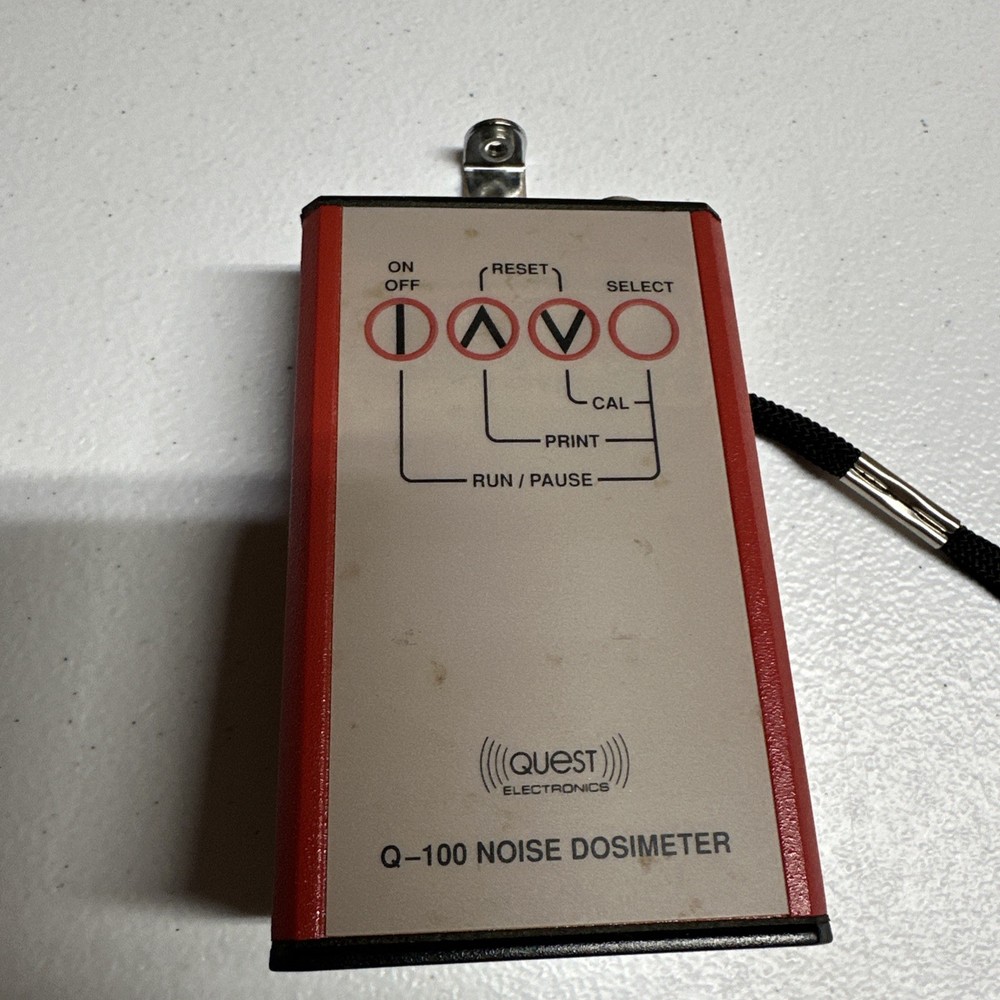 ON
OFF
RESET
SELECT
CAL
PRINT
RUN / PAUSE
QUEST
ELECTRONICS
Q–100 NOISE DOSIMETER